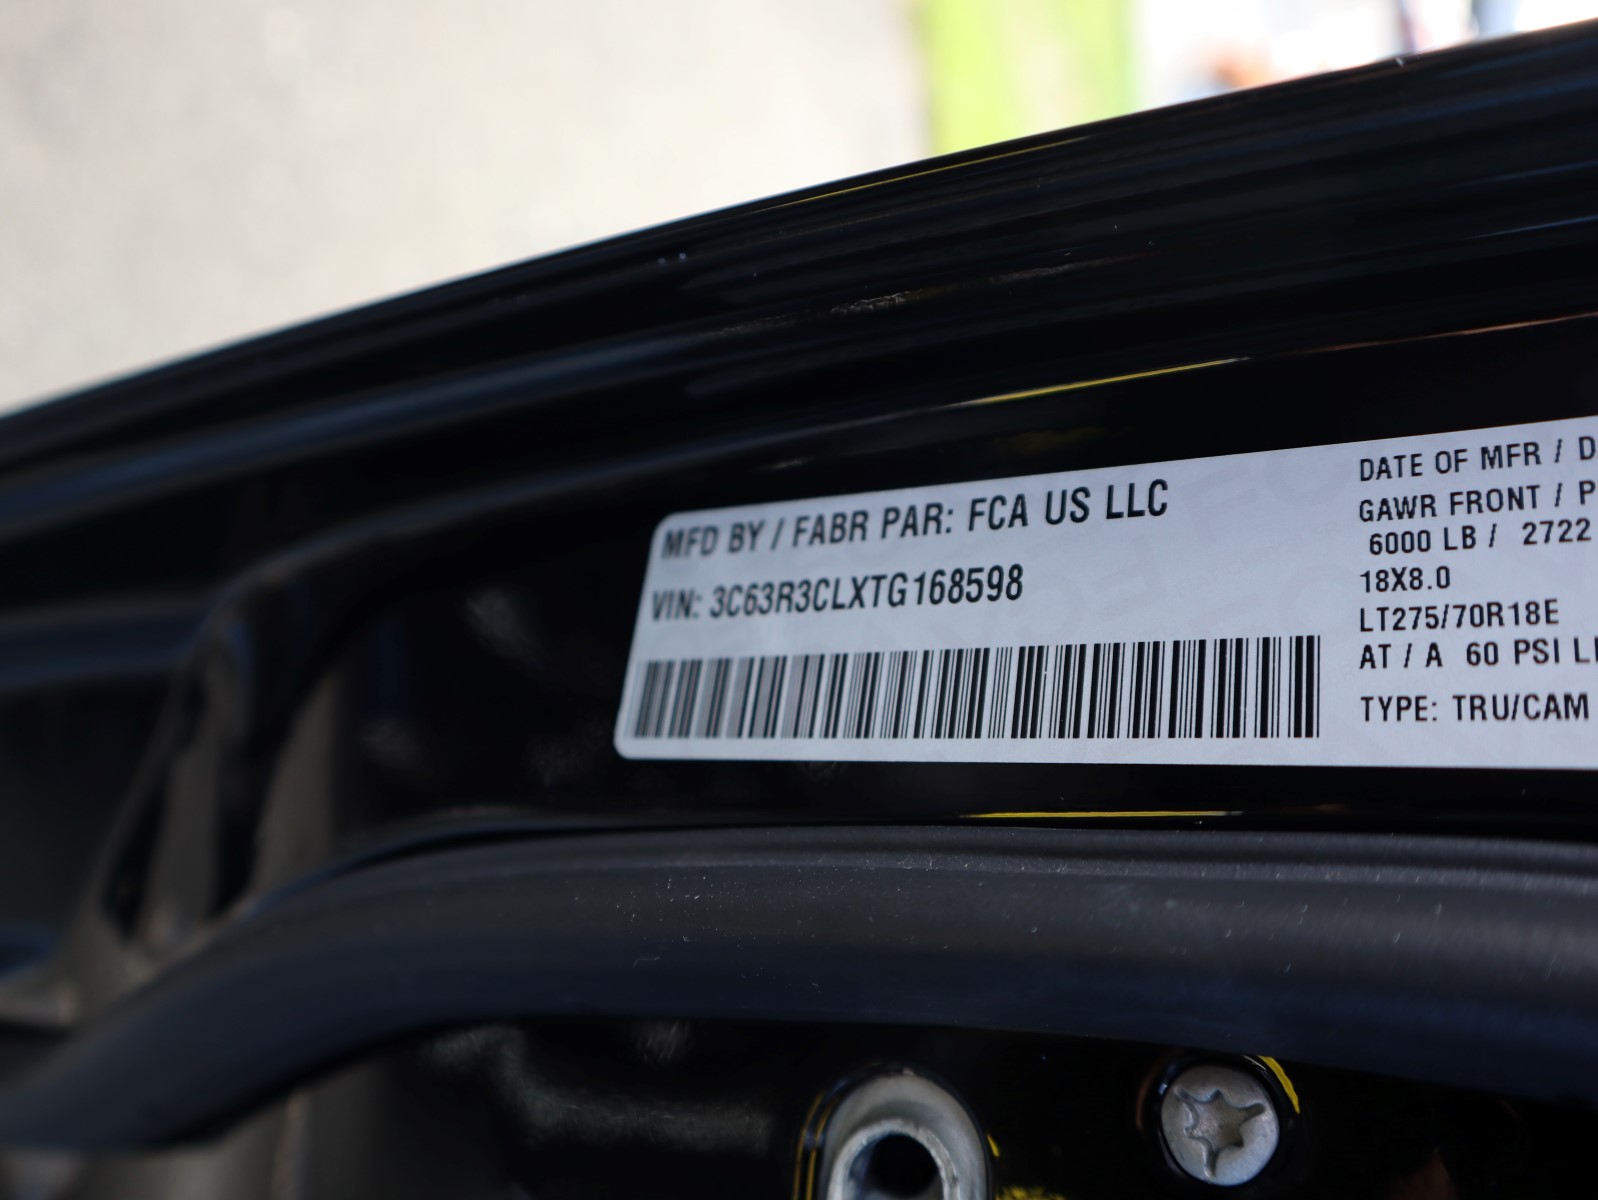 MFD BY / FABR PAR: FCA US LLC
VIN: 3C63R3CLXTG168598
DATE OF MFR / D
GAWR FRONT / P
6000 LB / 2722
18X8.0
LT275/70R18E
AT / A 60 PSI
TYPE: TRU/CAM